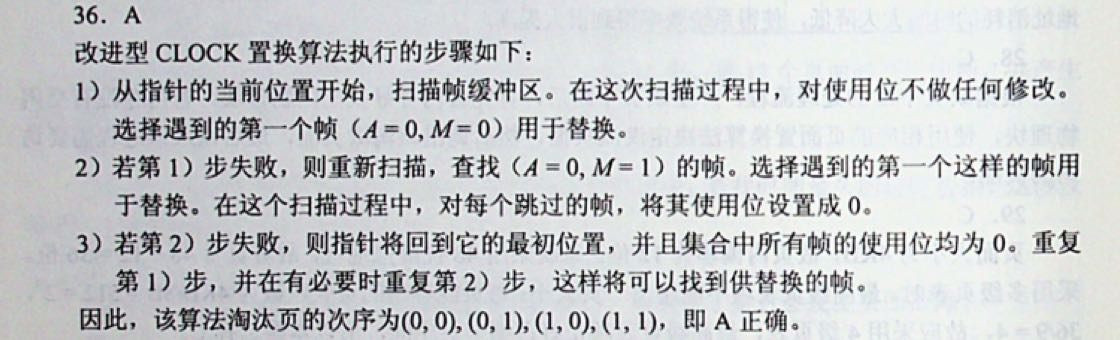 36. A
改进型 CLOCK 置换算法执行的步骤如下：
1）从指针的当前位置开始，扫描帧缓冲区。在这次扫描过程中，对使用位不做任何修改。
选择遇到的第一个帧（A = 0, M = 0）用于替换。
2）若第 1）步失败，则重新扫描，查找（A = 0, M = 1）的帧。选择遇到的第一个这样的帧用
于替换。在这个扫描过程中，对每个跳过的帧，将其使用位设置成 0。
3）若第 2）步失败，则指针将回到它的最初位置，并且集合中所有帧的使用位均为 0。重复
第 1）步，并在有必要时重复第 2）步，这样将可以找到供替换的帧。
因此，该算法淘汰页的次序为(0, 0), (0, 1), (1, 0), (1, 1)，即 A 正确。